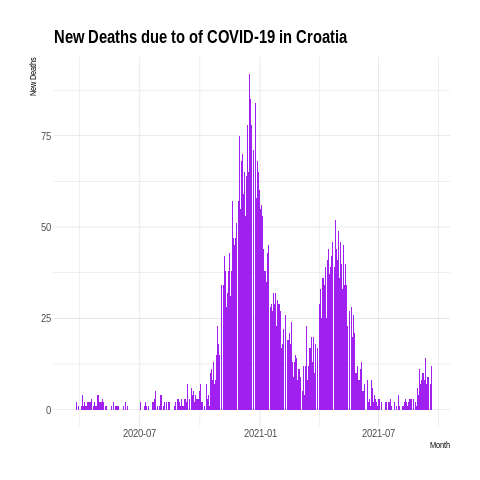 New Deaths due to of COVID-19 in Croatia
New Deaths
75
50
25
0
2020-07
2021-01
2021-07
Month